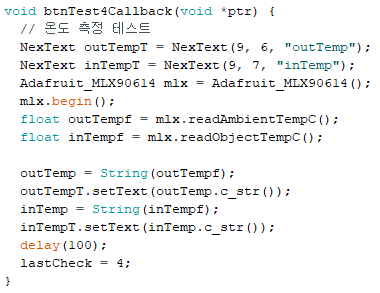 void btnTest4Callback(void *ptr) {
  // 온도 측정 테스트
  NexText outTempT = NexText(9, 6, "outTemp");
  NexText inTempT = NexText(9, 7, "inTemp");
  Adafruit_MLX90614 mlx = Adafruit_MLX90614();
  mlx.begin();
  float outTempf = mlx.readAmbientTempC();
  float inTempf = mlx.readObjectTempC();

  outTemp = String(outTempf);
  outTempT.setText(outTemp.c_str());
  inTemp = String(inTempf);
  inTempT.setText(inTemp.c_str());
  delay(100);
  lastCheck = 4;
}